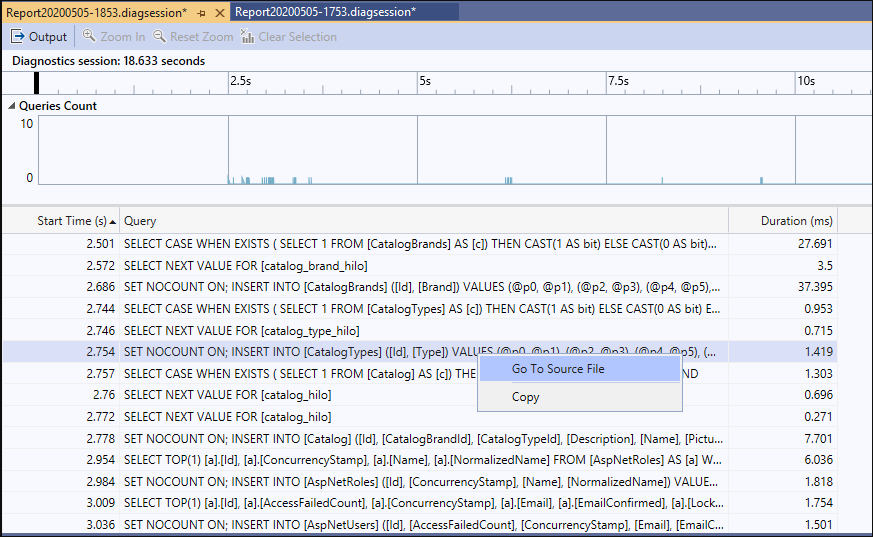 Report20200505-1853.diagsession* Report20200505-1753.diagsession*
Output Zoom In Reset Zoom Clear Selection
Diagnostics session: 18.633 seconds
2.5s 5s 7.5s 10s
Queries Count
10
0
Start Time (s) Query Duration (ms)
2.501 SELECT CASE WHEN EXISTS ( SELECT 1 FROM [CatalogBrands] AS [c]) THEN CAST(1 AS bit) ELSE CAST(0 AS bit)... 27.691
2.572 SELECT NEXT VALUE FOR [catalog_brand_hilo] 3.5
2.686 SET NOCOUNT ON; INSERT INTO [CatalogBrands] ([Id], [Brand]) VALUES (@p0, @p1), (@p2, @p3), (@p4, @p5),... 37.395
2.744 SELECT CASE WHEN EXISTS ( SELECT 1 FROM [CatalogTypes] AS [c]) THEN CAST(1 AS bit) ELSE CAST(0 AS bit) E... 0.953
2.746 SELECT NEXT VALUE FOR [catalog_type_hilo] 0.715
2.754 SET NOCOUNT ON; INSERT INTO [CatalogTypes] ([Id], [Type]) VALUES (@p0, @p1), (@p2, @p3), (@p4, @p5), (... 1.419
Go To Source File
2.757 SELECT CASE WHEN EXISTS ( SELECT 1 FROM [Catalog] AS [c]) THE ND 1.303
2.76 SELECT NEXT VALUE FOR [catalog_hilo] 0.696
Copy
2.772 SELECT NEXT VALUE FOR [catalog_hilo] 0.271
2.778 SET NOCOUNT ON; INSERT INTO [Catalog] ([Id], [CatalogBrandId], [CatalogTypeId], [Description], [Name], [Pictu... 7.701
2.954 SELECT TOP(1) [a].[Id], [a].[ConcurrencyStamp], [a].[Name], [a].[NormalizedName] FROM [AspNetRoles] AS [a] W... 6.036
2.984 SET NOCOUNT ON; INSERT INTO [AspNetRoles] ([Id], [ConcurrencyStamp], [Name], [NormalizedName]) VALUE... 1.818
3.009 SELECT TOP(1) [a].[Id], [a].[AccessFailedCount], [a].[ConcurrencyStamp], [a].[Email], [a].[EmailConfirmed], [a].[Lock... 1.754
3.036 SET NOCOUNT ON; INSERT INTO [AspNetUsers] ([Id], [AccessFailedCount], [ConcurrencyStamp], [Email], [EmailC... 1.501